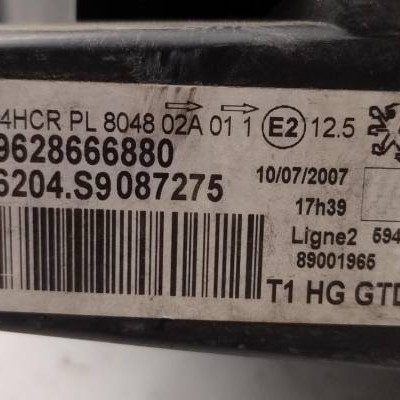 4HCR PL 8048 02A 01 1 E2 12.5
9628666880
6204.S9087275
10/07/2007
17h39
Ligne2 594
89001965
T1 HG GTD